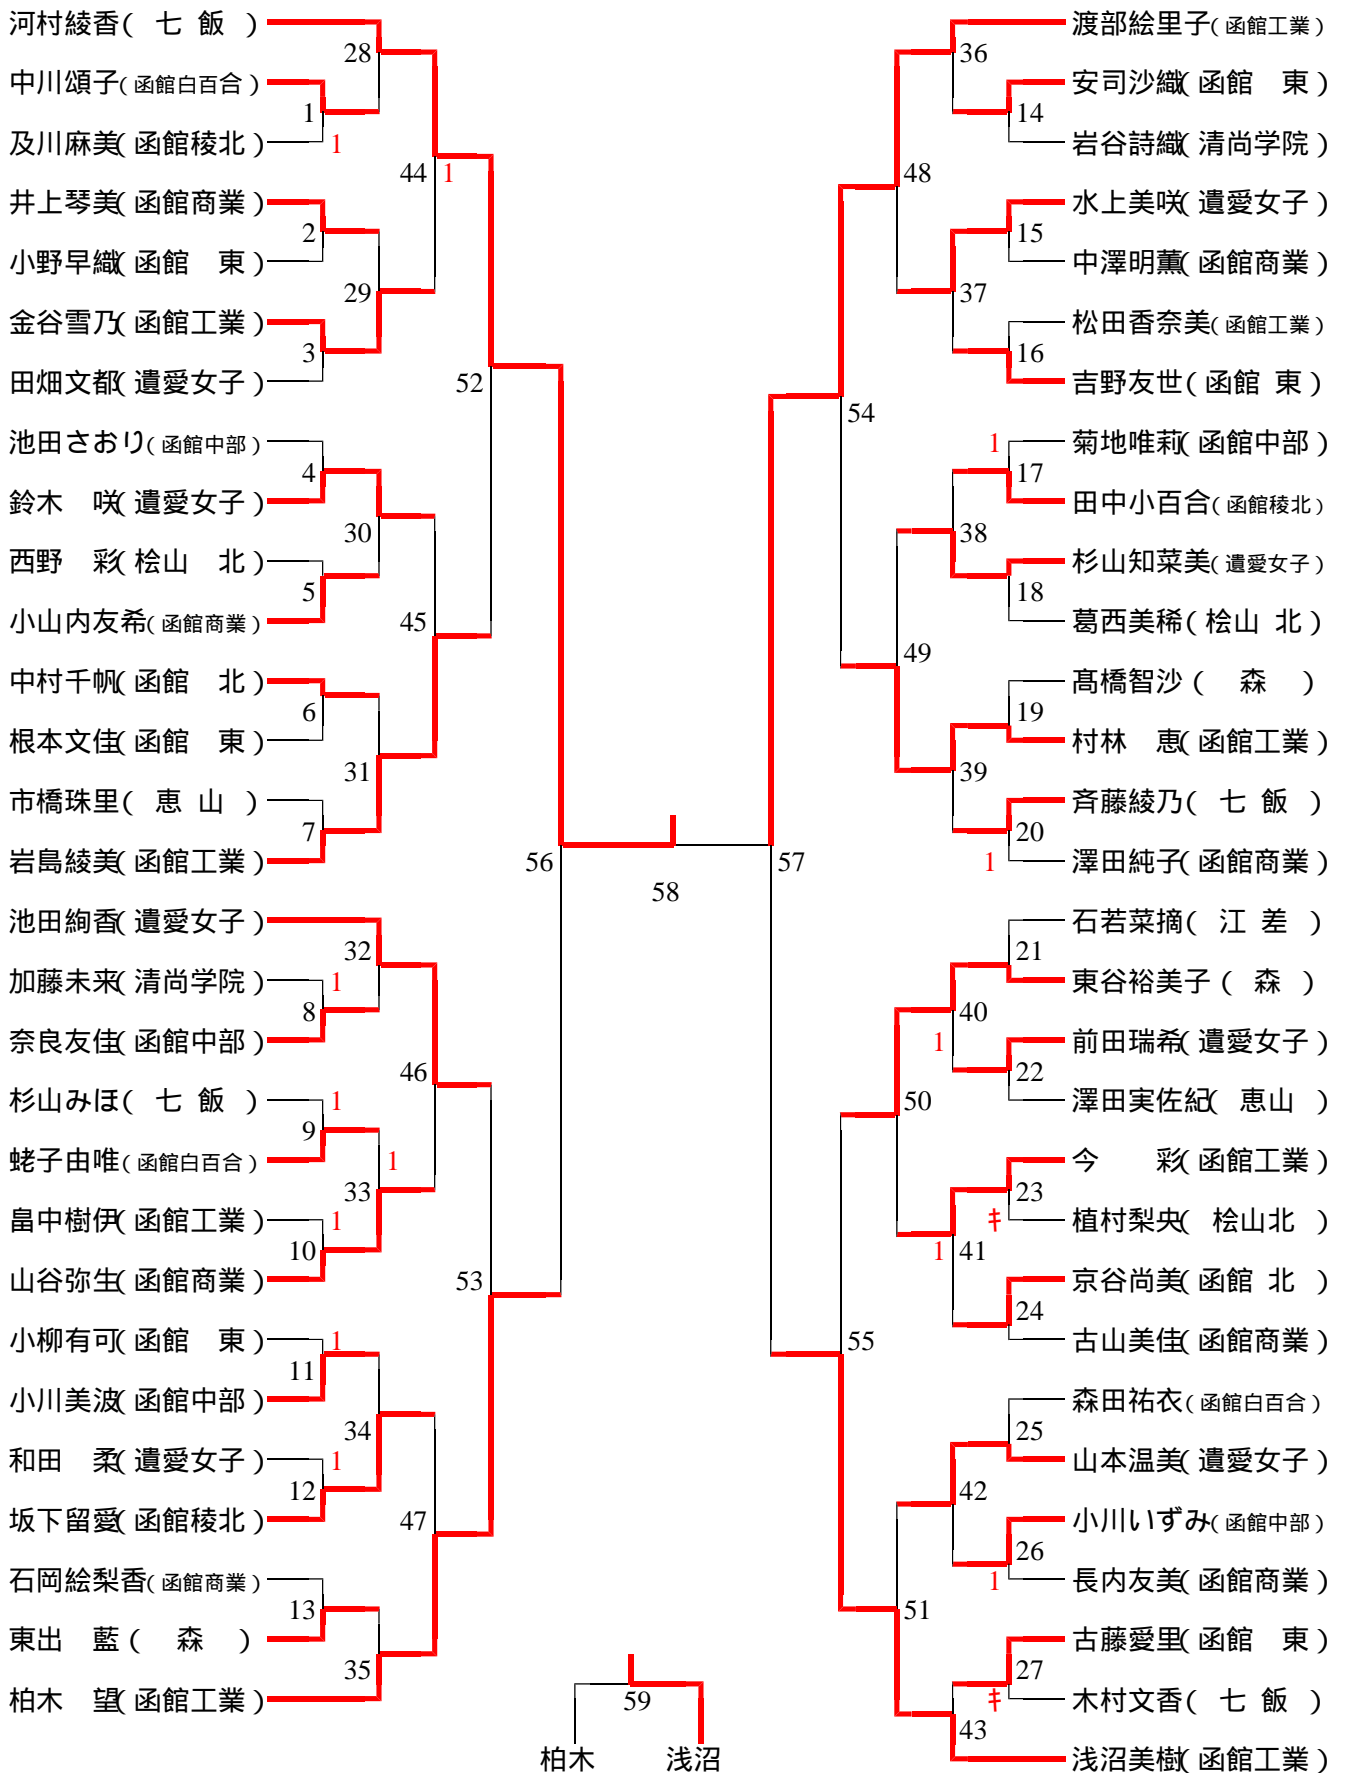 河村綾香( 七 飯 )
28
中川頌子(函館白百合)
1
及川麻美(函館稜北)
1
44
1
井上琴美(函館商業)
2
小野早織(函館 東)
29
金谷雪乃(函館工業)
3
田畑文都(遺愛女子)
52
池田さおり(函館中部)
4
鈴木 咲(遺愛女子)
30
西野 彩(桧山 北)
5
小山内友希(函館商業)
45
中村千帆(函館 北)
6
根本文佳(函館 東)
31
市橋珠里( 恵 山 )
7
岩島綾美(函館工業)
56
池田絢香(遺愛女子)
32
加藤未来(清尚学院)
1
8
奈良友佳(函館中部)
46
杉山みほ( 七 飯 )
1
9
蛯子由唯(函館白百合)
1
33
畠中樹伊(函館工業)
1
10
山谷弥生(函館商業)
53
小柳有可(函館 東)
1
11
小川美波(函館中部)
34
和田 柔(遺愛女子)
1
12
坂下留愛(函館稜北)
47
石岡絵梨香(函館商業)
13
東出 藍( 森 )
35
柏木 望(函館工業)
58
59
柏木 浅沼
渡部絵里子(函館工業)
36
安司沙織(函館 東)
14
岩谷詩織(清尚学院)
48
水上美咲(遺愛女子)
15
中澤明薫(函館商業)
37
松田香奈美(函館工業)
16
吉野友世(函館 東)
54
菊地唯莉(函館中部)
1
17
田中小百合(函館稜北)
38
杉山知菜美(遺愛女子)
18
葛西美稀(桧山 北)
49
髙橋智沙( 森 )
19
村林 恵(函館工業)
39
斉藤綾乃( 七 飯 )
20
澤田純子(函館商業)
1
57
石若菜摘( 江 差 )
21
東谷裕美子( 森 )
40
前田瑞希(遺愛女子)
1
22
澤田実佐紀( 恵山 )
50
今 彩(函館工業)
23
植村梨央( 桧山北 )
キ
1
41
京谷尚美(函館 北)
24
古山美佳(函館商業)
55
森田祐衣(函館白百合)
25
山本温美(遺愛女子)
42
小川いずみ(函館中部)
26
長内友美(函館商業)
1
51
古藤愛里(函館 東)
27
木村文香( 七 飯 )
キ
43
浅沼美樹(函館工業)